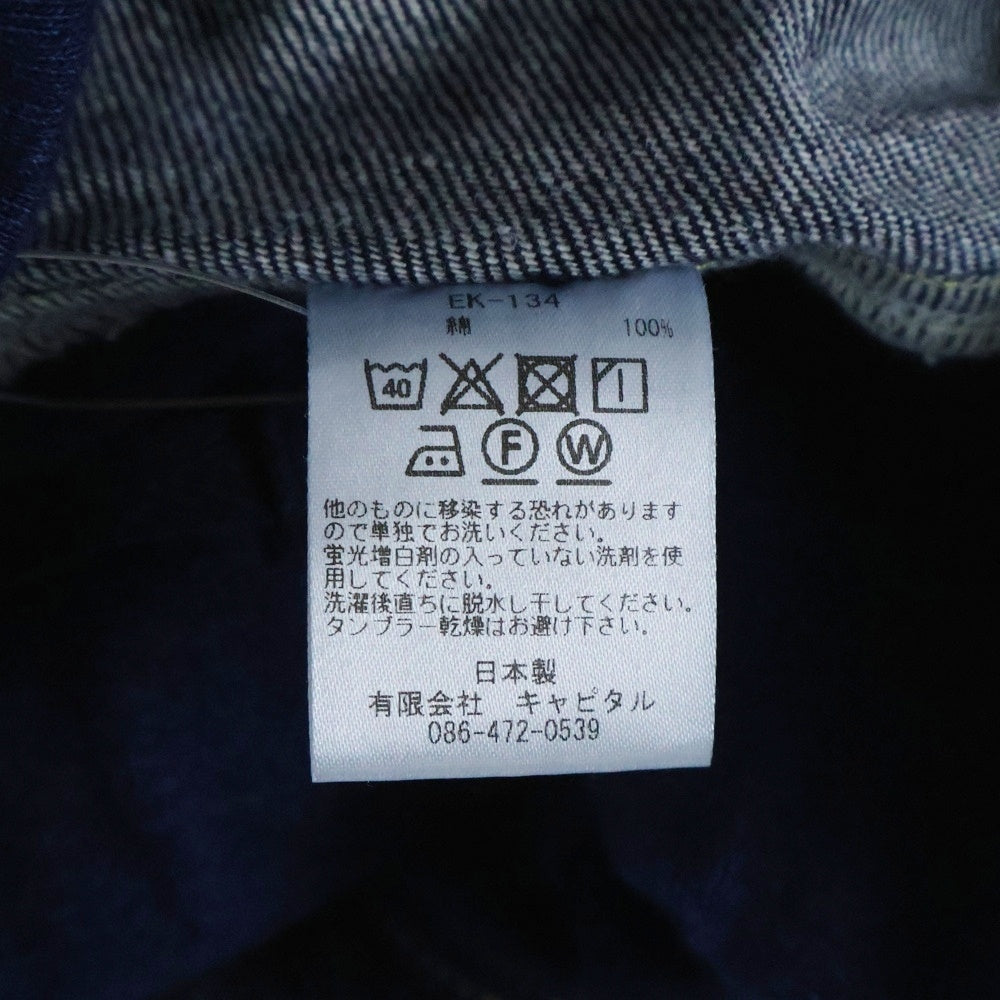 EK-134
綿 100%
40
F W
他のものに移染する恐れがあります
ので単独でお洗いください。
蛍光増白剤の入っていない洗剤を使
用してください。
洗濯後直ちに脱水し干してください。
タンブラー乾燥はお避け下さい。
日本製
有限会社 キャピタル
086-472-0539